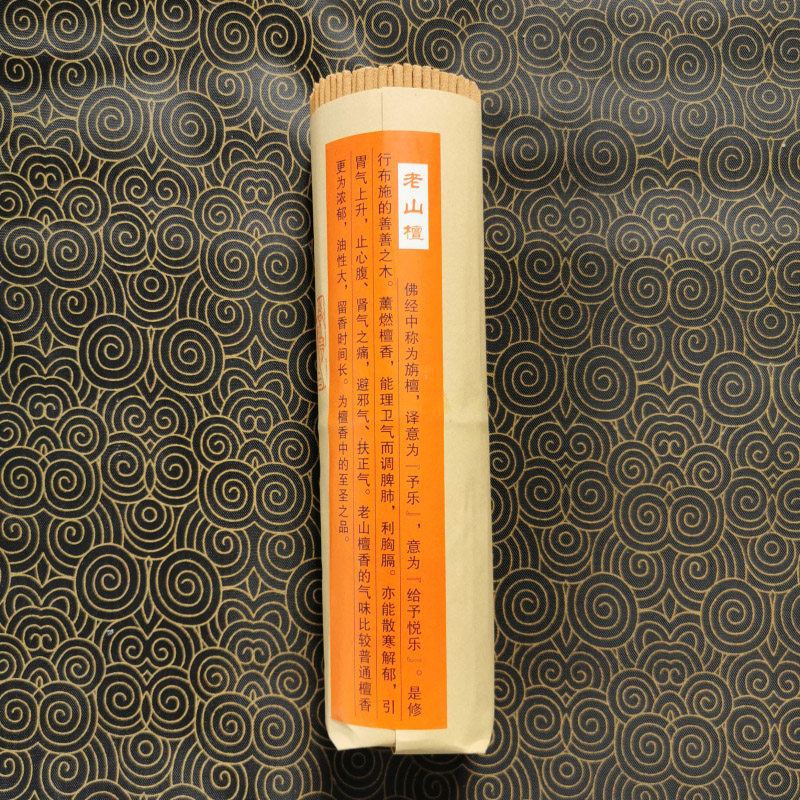 老山檀
佛经中称为旃檀，译意为『予乐』，意为『给予悦乐』。是修
行布施的善善之木。薰燃檀香，能理卫气而调脾肺，利胸膈。亦能散寒解郁，引
胃气上升，止心腹、肾气之痛，避邪气、扶正气。老山檀香的气味比较普通檀香
更为浓郁，油性大，留香时间长。为檀香中的至圣之品。